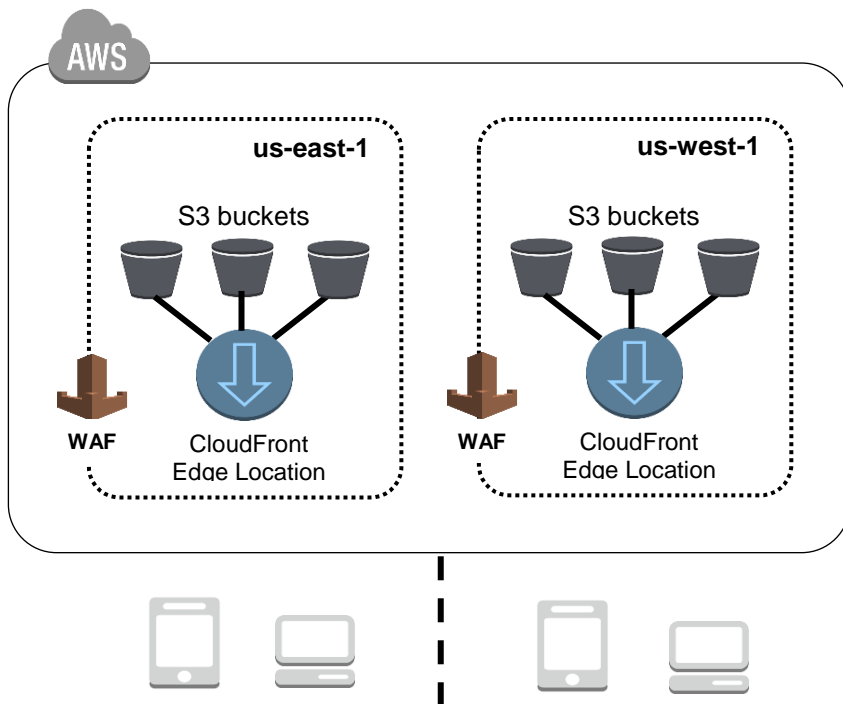 AWS
us-east-1
us-west-1
S3 buckets
S3 buckets
WAF
CloudFront
Edge Location
WAF
CloudFront
Edge Location